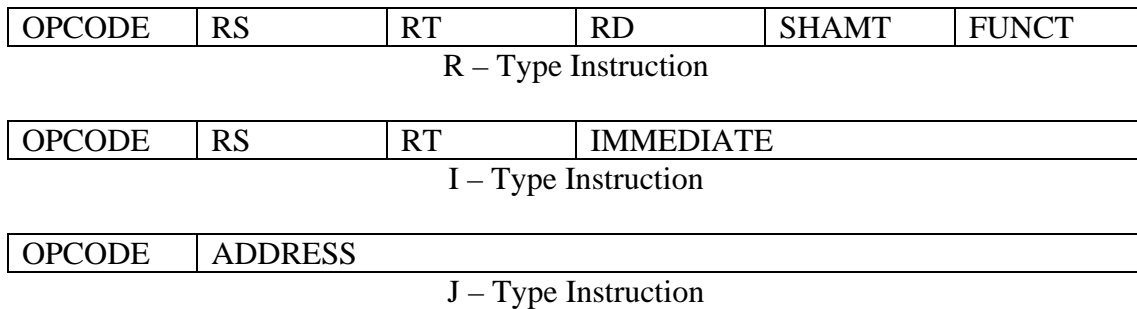 OPCODE RS RT RD SHAMT FUNCT
R – Type Instruction
OPCODE RS RT IMMEDIATE
I – Type Instruction
OPCODE ADDRESS
J – Type Instruction